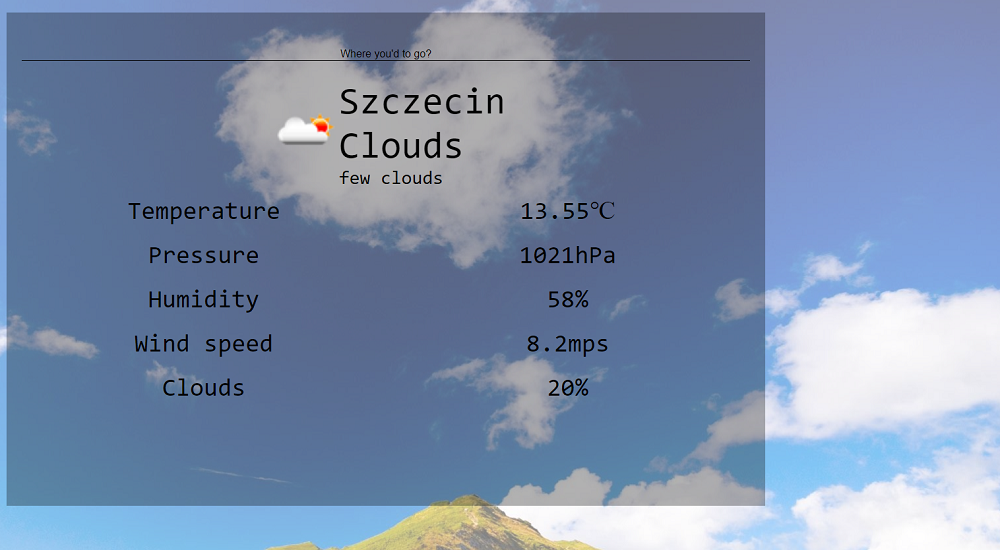 Where you'd to go?
Szczecin
Clouds
few clouds
Temperature 13.55℃
Pressure 1021hPa
Humidity 58%
Wind speed 8.2mps
Clouds 20%